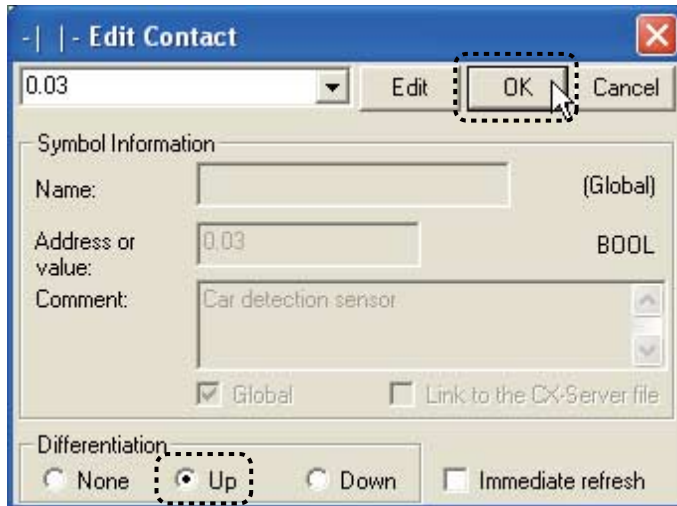 -| |- Edit Contact
0.03 Edit OK Cancel
Symbol Information
Name: (Global)
Address or value: 0.03 BOOL
Comment: Car detection sensor
Global Link to the CX-Server file
Differentiation
None Up Down Immediate refresh